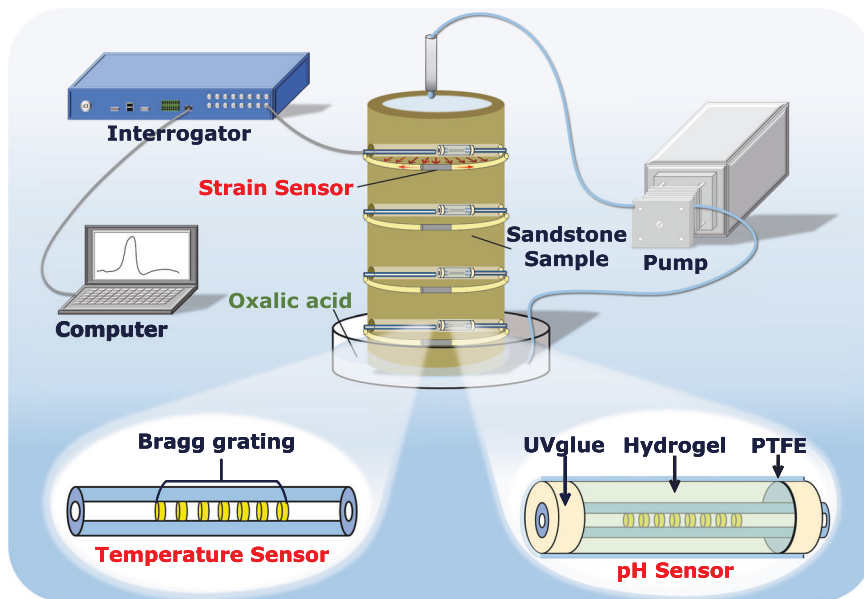 Interrogator
Strain Sensor
Sandstone
Sample
Pump
Oxalic acid
Computer
Bragg grating
Temperature Sensor
UVglue Hydrogel PTFE
pH Sensor